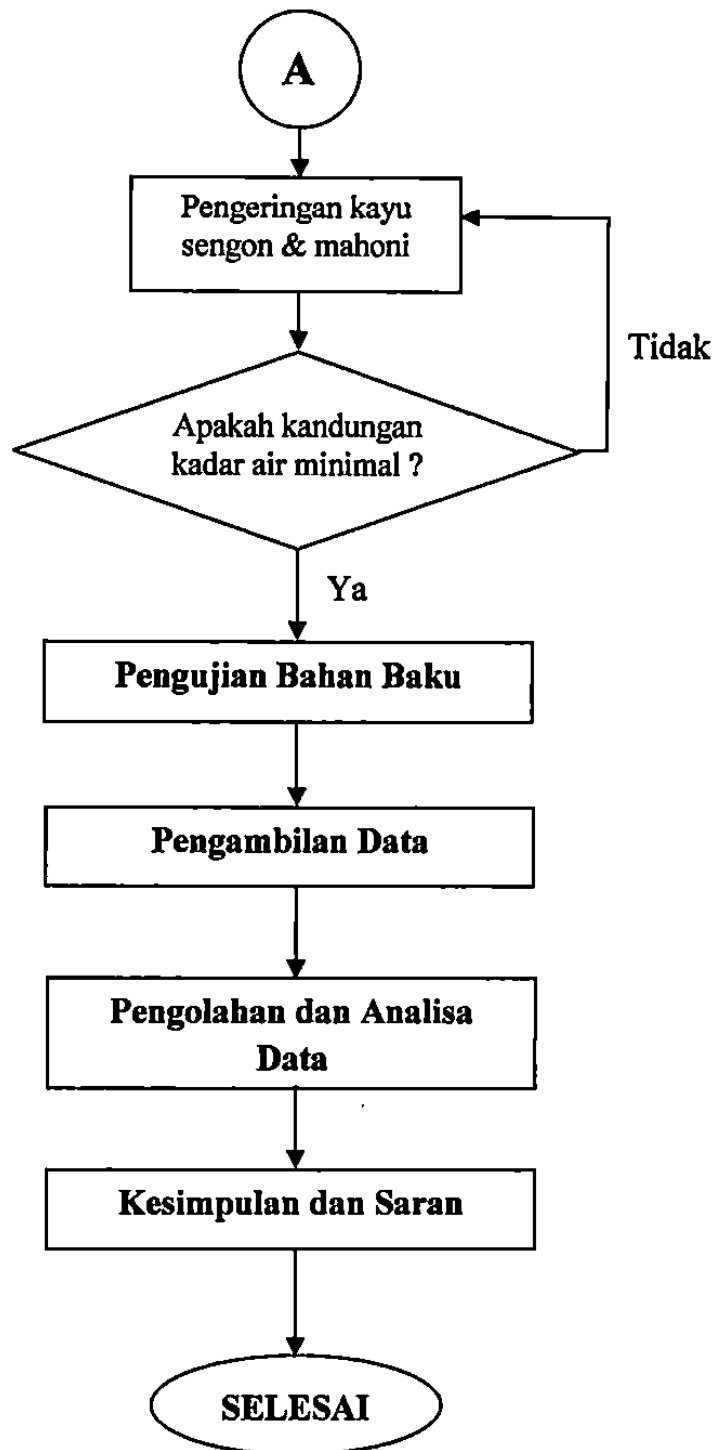 A
Pengeringan kayu
sengon & mahoni
Tidak
Apakah kandungan
kadar air minimal ?
Ya
Pengujian Bahan Baku
Pengambilan Data
Pengolahan dan Analisa
Data
Kesimpulan dan Saran
SELESAI